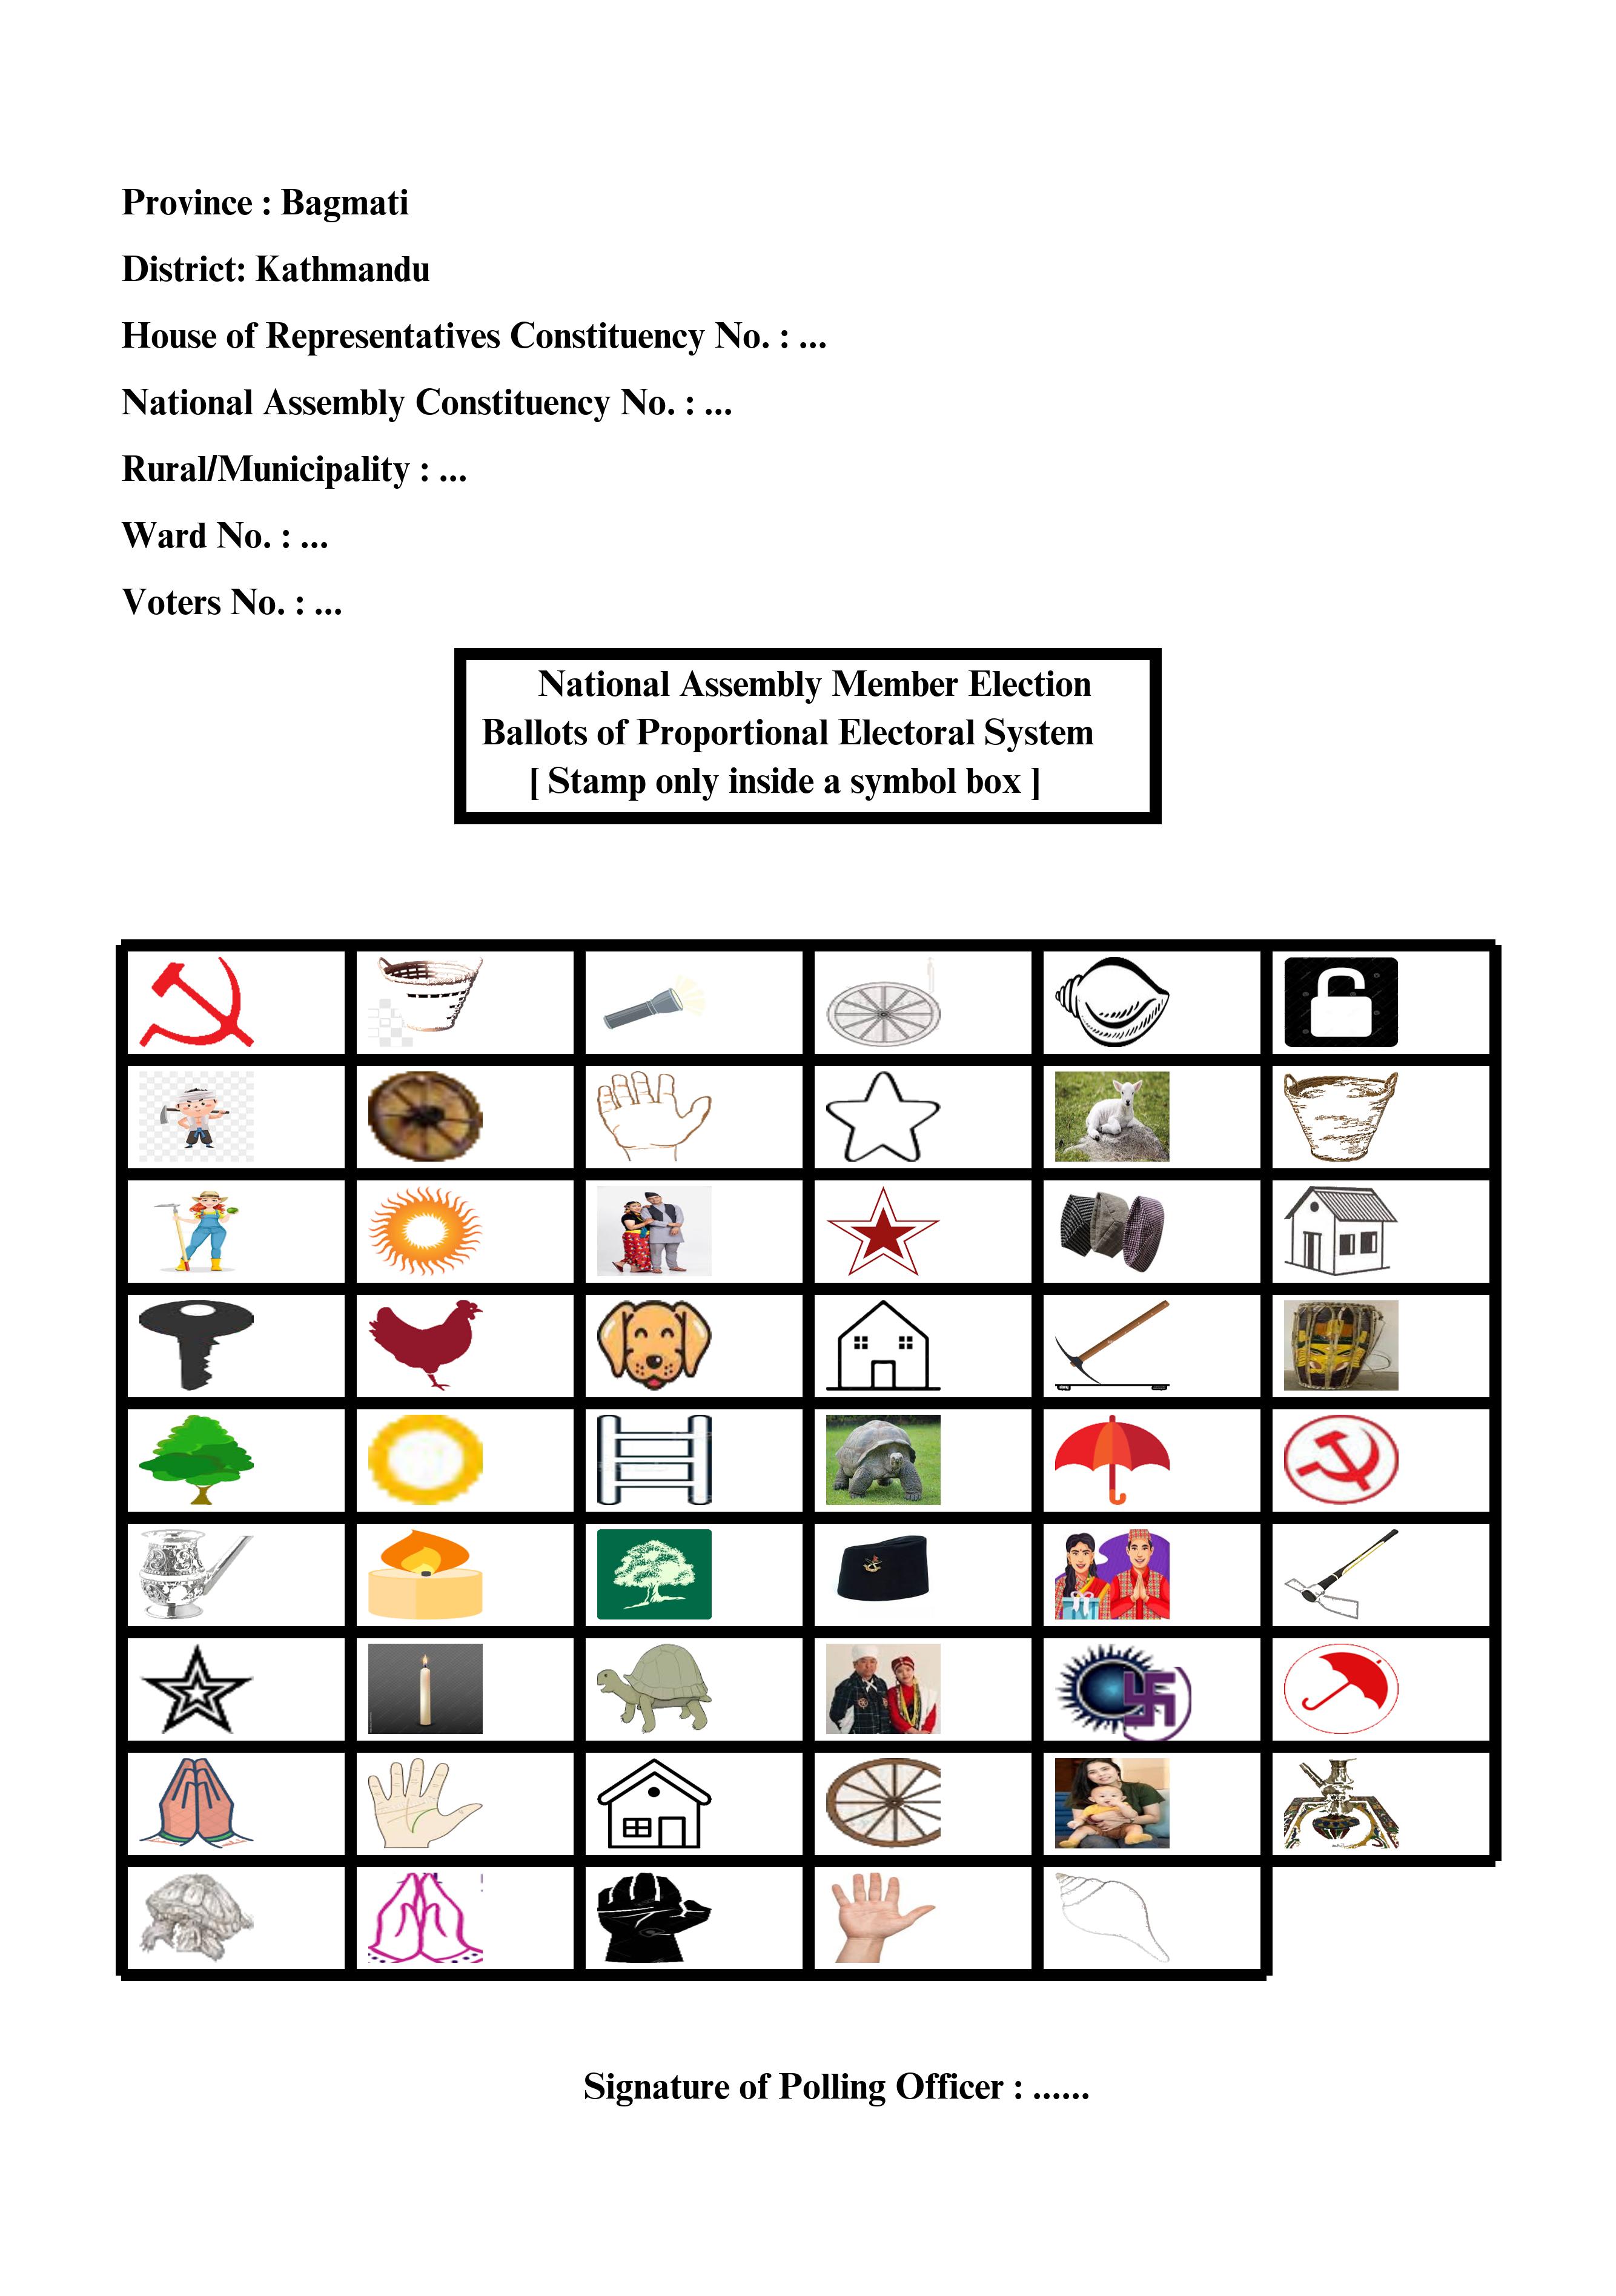 Province : Bagmati
District: Kathmandu
House of Representatives Constituency No. : ...
National Assembly Constituency No. : ...
Rural/Municipality : ...
Ward No. : ...
Voters No. : ...
National Assembly Member Election
Ballots of Proportional Electoral System
[ Stamp only inside a symbol box ]
Signature of Polling Officer : ......